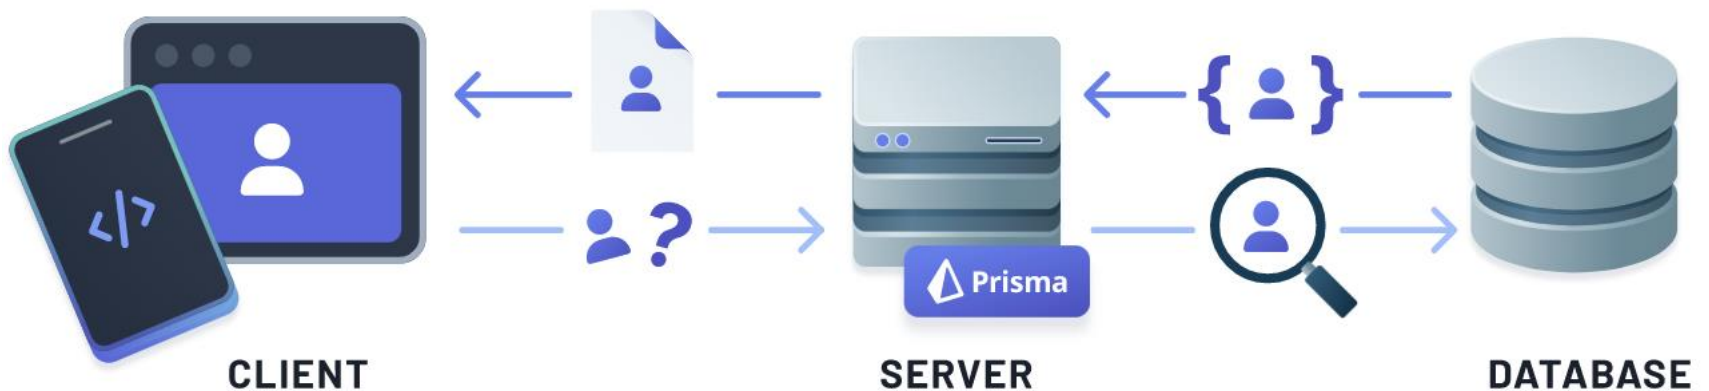 </>
?
{ }
Prisma
CLIENT
SERVER
DATABASE